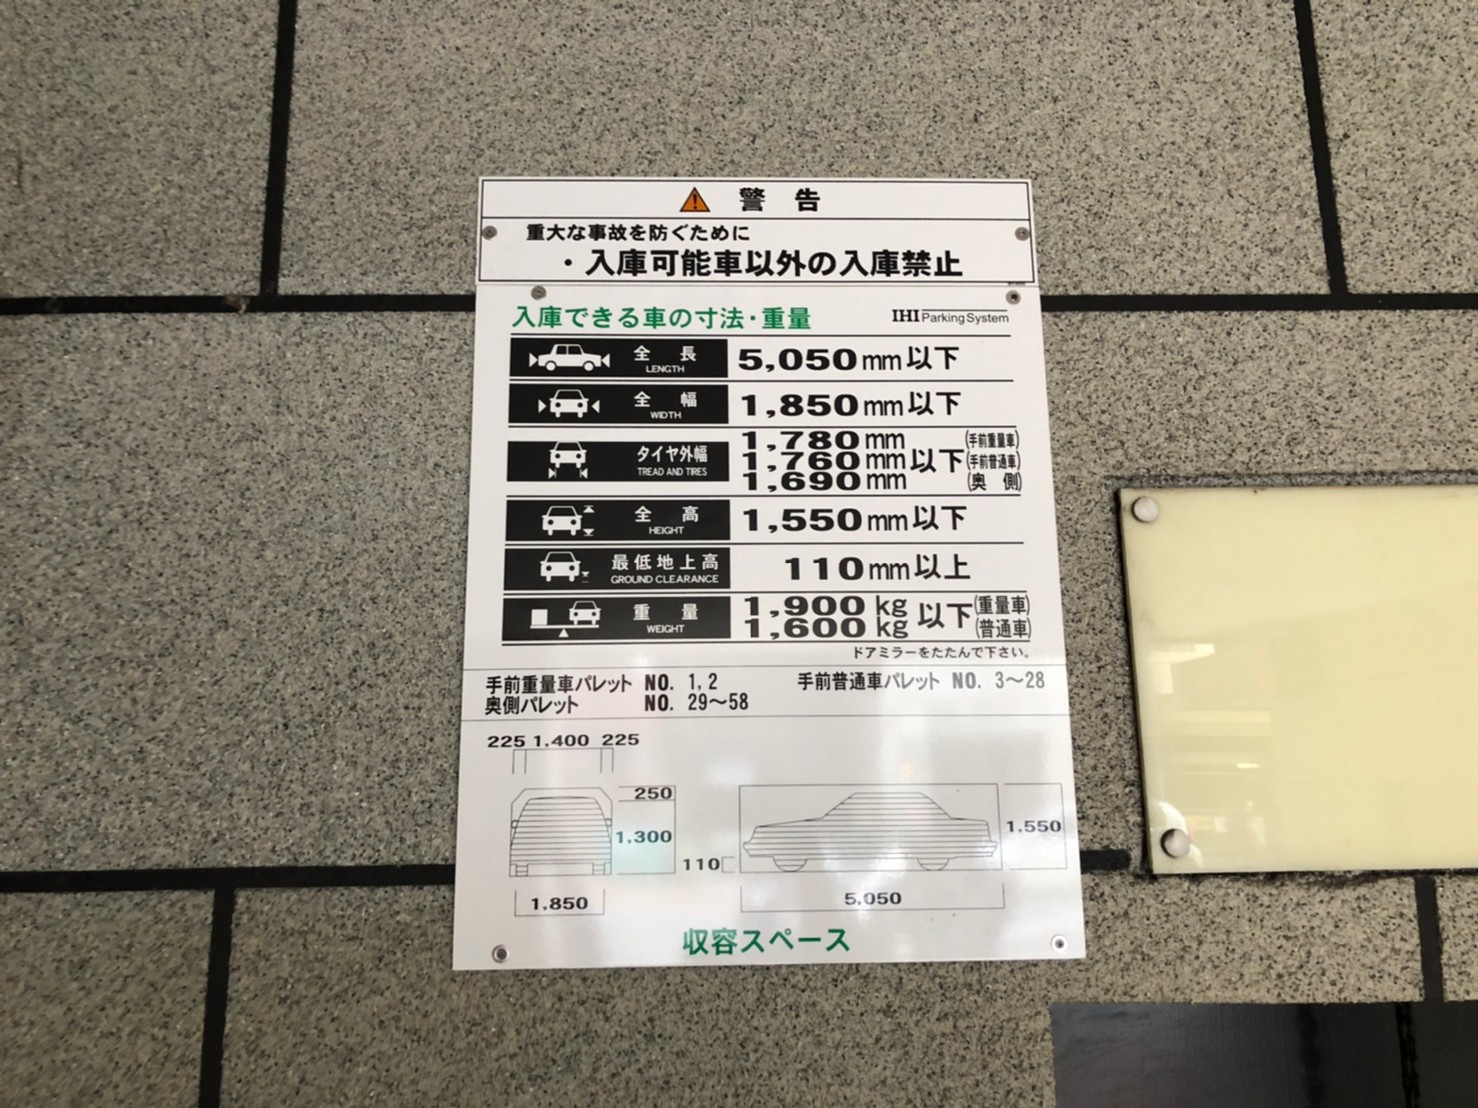 警 告
重大な事故を防ぐために
・入庫可能車以外の入庫禁止
入庫できる車の寸法・重量
IHI Parking System
全 長 LENGTH 5,050mm以下
全 幅 WIDTH 1,850mm以下
タイヤ外幅 TREAD AND TIRES
1,780mm (手前重量車)
1,760mm 以下 (手前普通車)
1,690mm (奥 側)
全 高 HEIGHT 1,550mm以下
最低地上高 GROUND CLEARANCE 110mm以上
重 量 WEIGHT
1,900kg 以下 (重量車)
1,600kg (普通車)
ドアミラーをたたんで下さい。
手前重量車パレット NO. 1,2 手前普通車パレット NO. 3〜28
奥側パレット NO. 29〜58
225 1,400 225
250
1,300
1,850
110
1,550
5,050
収容スペース